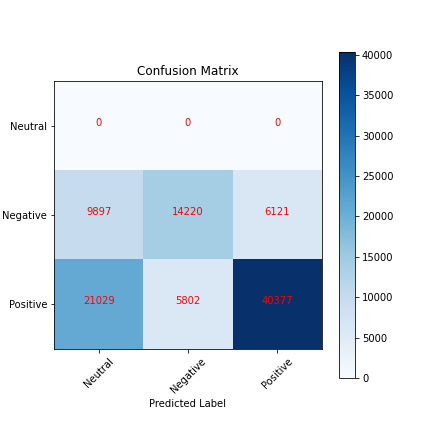 Confusion Matrix
40000
35000
30000
25000
20000
15000
10000
5000
0
Neutral 0 0 0
Negative 9897 14220 6121
Positive 21029 5802 40377
Neutral Negative Positive
Predicted Label